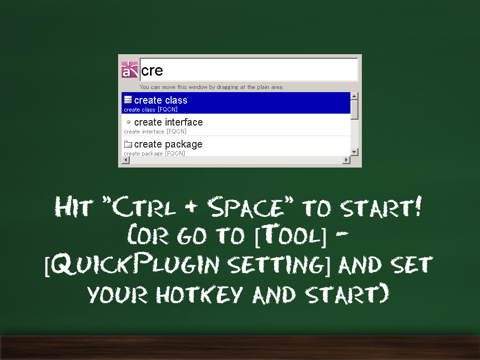 a cre
You can move this window by dragging at the plain area.
create class
create class [FQCN]
create interface
create interface [FQCN]
create package
create package [FQCN]
Hit "Ctrl + Space" to start!
(or go to [Tool] -
[QuickPlugin setting] and set
your hotkey and start)